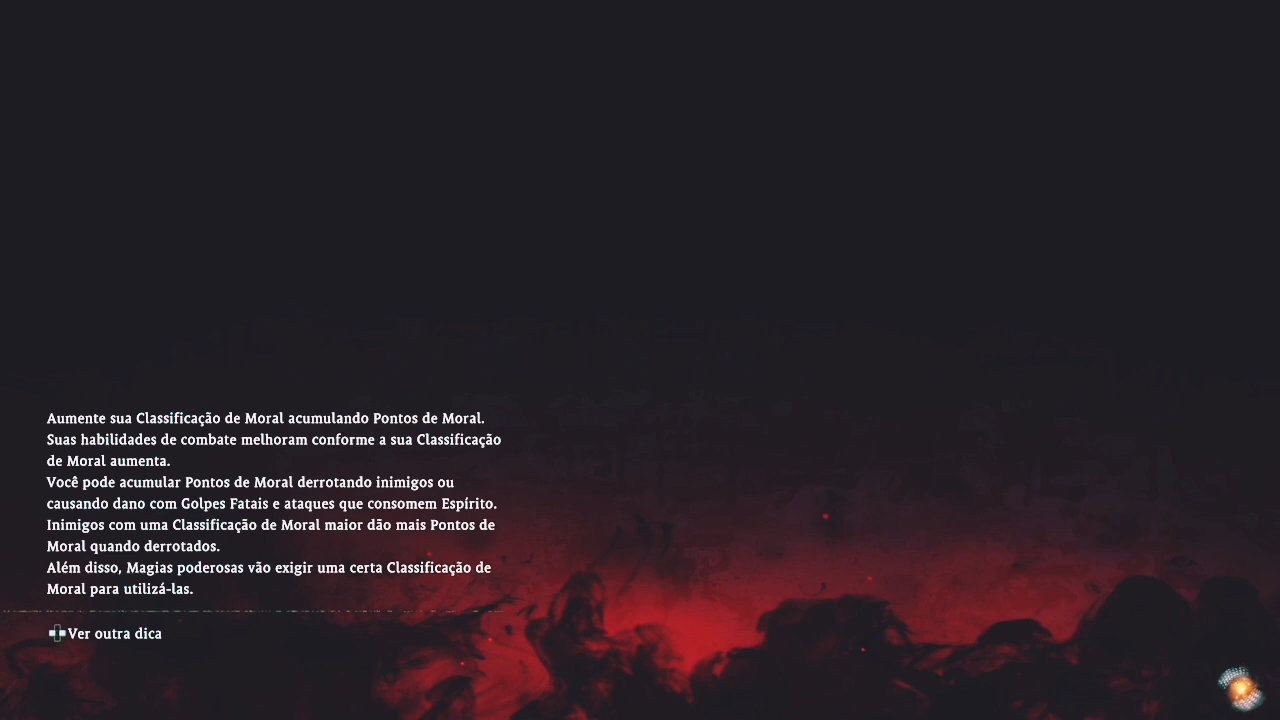 Aumente sua Classificação de Moral acumulando Pontos de Moral.
Suas habilidades de combate melhoram conforme a sua Classificação
de Moral aumenta.
Você pode acumular Pontos de Moral derrotando inimigos ou
causando dano com Golpes Fatais e ataques que consomem Espírito.
Inimigos com uma Classificação de Moral maior dão mais Pontos de
Moral quando derrotados.
Além disso, Magias poderosas vão exigir uma certa Classificação de
Moral para utilizá-las.
Ver outra dica